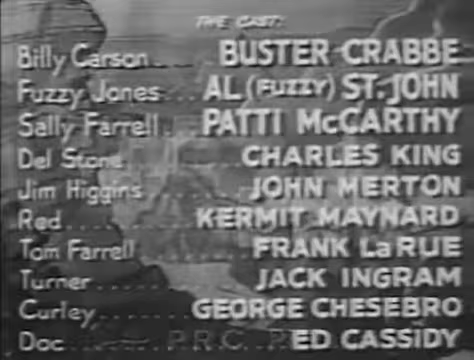 THE CAST:
Billy Carson..... BUSTER CRABBE
Fuzzy Jones... AL (FUZZY) ST. JOHN
Sally Farrell... PATTI McCARTHY
Del Stone......... CHARLES KING
Jim Higgins......... JOHN MERTON
Red.......... KERMIT MAYNARD
Tom Farrell......... FRANK LaRUE
Turner............ JACK INGRAM
Curley....... GEORGE CHESEBRO
Doc............ ED CASSIDY
P.R.C.